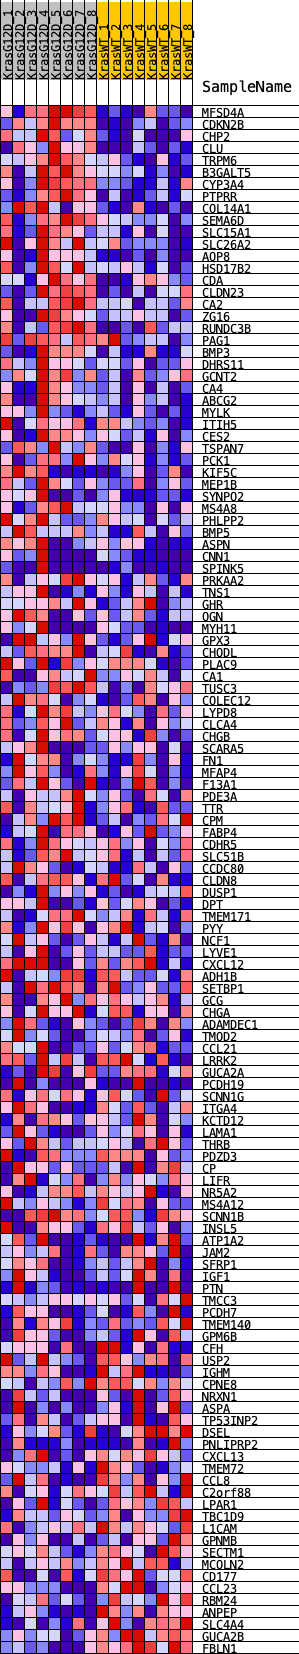 KrasG12D_1
KrasG12D_2
KrasG12D_3
KrasG12D_4
KrasG12D_5
KrasG12D_6
KrasG12D_7
KrasG12D_8
KrasWT_1
KrasWT_2
KrasWT_3
KrasWT_4
KrasWT_5
KrasWT_6
KrasWT_7
KrasWT_8
SampleName
MFSD4A
CDKN2B
CHP2
CLU
TRPM6
B3GALT5
CYP3A4
PTPRR
COL14A1
SEMA6D
SLC15A1
SLC26A2
AQP8
HSD17B2
CDA
CLDN23
CA2
ZG16
RUNDC3B
PAG1
BMP3
DHRS11
GCNT2
CA4
ABCG2
MYLK
ITIH5
CES2
TSPAN7
PCK1
KIF5C
MEP1B
SYNPO2
MS4A8
PHLPP2
BMP5
ASPN
CNN1
SPINK5
PRKAA2
TNS1
GHR
OGN
MYH11
GPX3
CHODL
PLAC9
CA1
TUSC3
COLEC12
LYPD8
CLCA4
CHGB
SCARA5
FN1
MFAP4
F13A1
PDE3A
TTR
CPM
FABP4
CDHR5
SLC51B
CCDC80
CLDN8
DUSP1
DPT
TMEM171
PYY
NCF1
LYVE1
CXCL12
ADH1B
SETBP1
GCG
CHGA
ADAMDEC1
TMOD2
CCL21
LRRK2
GUCA2A
PCDH19
SCNN1G
ITGA4
KCTD12
LAMA1
THRB
PDZD3
CP
LIFR
NR5A2
MS4A12
SCNN1B
INSL5
ATP1A2
JAM2
SFRP1
IGF1
PTN
TMCC3
PCDH7
TMEM140
GPM6B
CFH
USP2
IGHM
CPNE8
NRXN1
ASPA
TP53INP2
DSEL
PNLIPRP2
CXCL13
TMEM72
CCL8
C2orf88
LPAR1
TBC1D9
L1CAM
GPNMB
SECTM1
MCOLN2
CD177
CCL23
RBM24
ANPEP
SLC4A4
GUCA2B
FBLN1